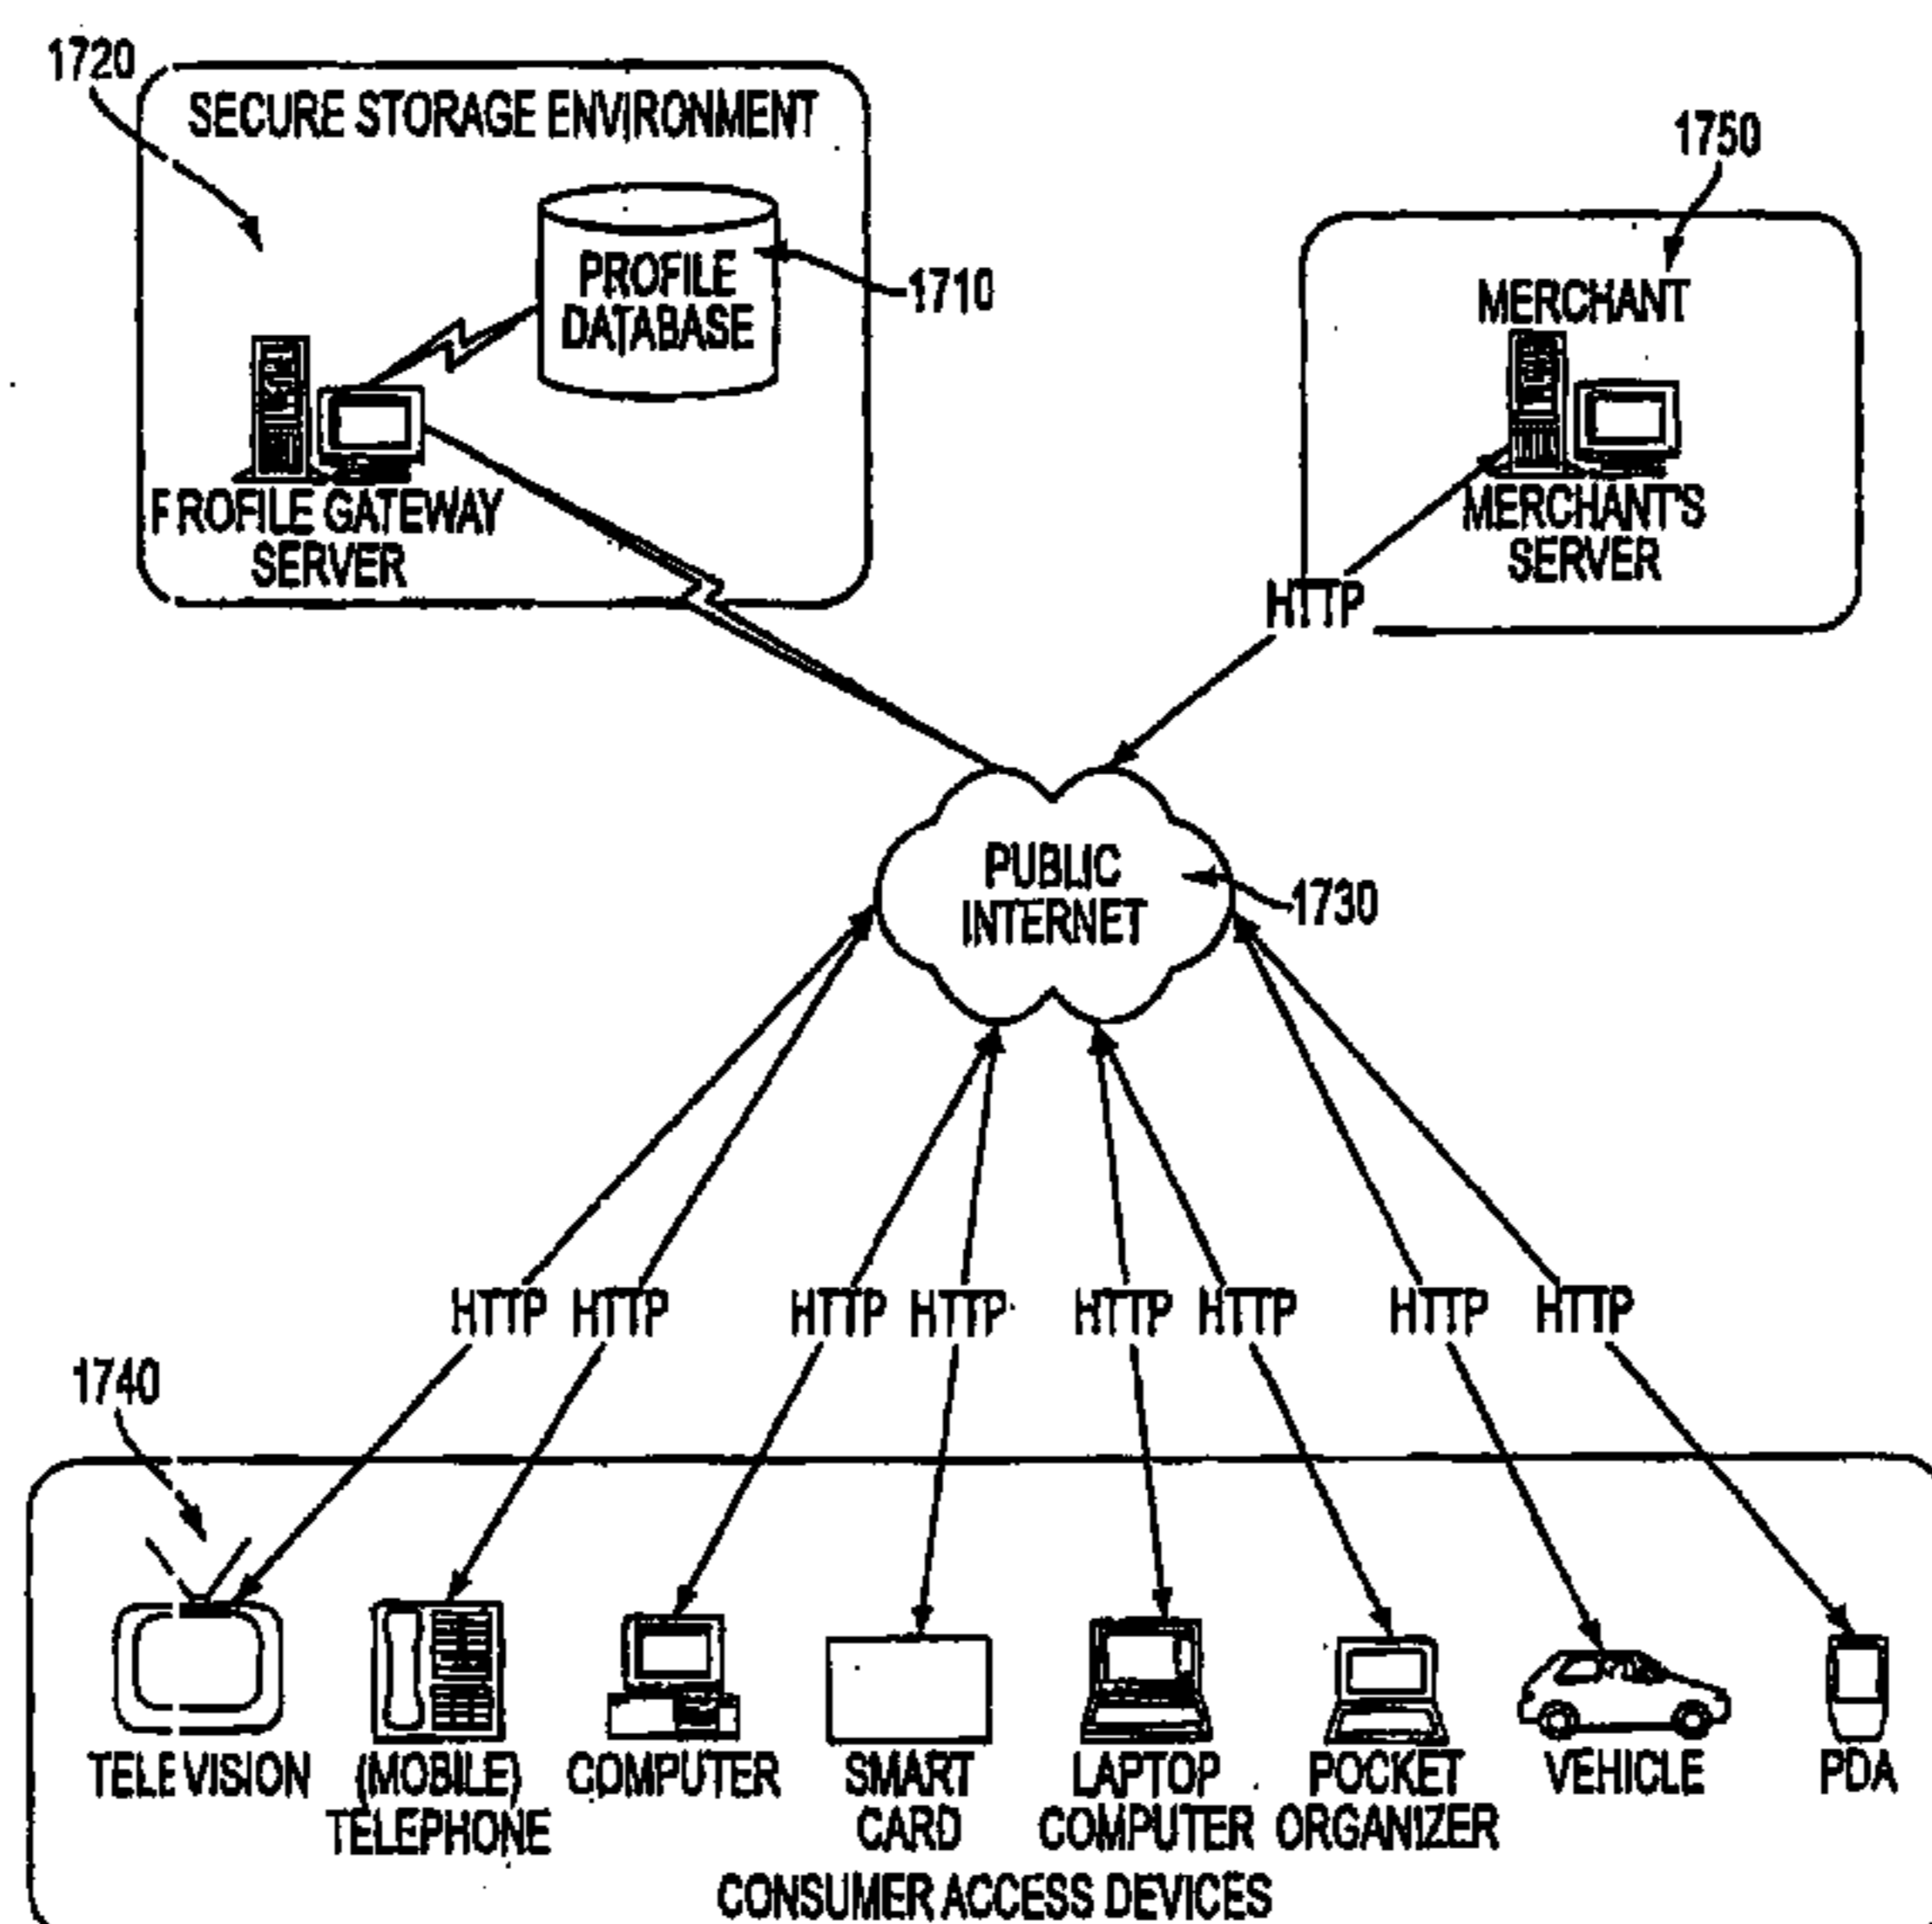 1720
SECURE STORAGE ENVIRONMENT
PROFILE
DATABASE
1710
PROFILE GATEWAY
SERVER
1750
MERCHANT
MERCHANT'S
SERVER
HTTP
PUBLIC
INTERNET
1730
HTTP HTTP HTTP HTTP HTTP HTTP HTTP HTTP
1740
TELEVISION
(MOBILE)
TELEPHONE
COMPUTER
SMART
CARD
LAPTOP
COMPUTER
POCKET
ORGANIZER
VEHICLE
PDA
CONSUMER ACCESS DEVICES